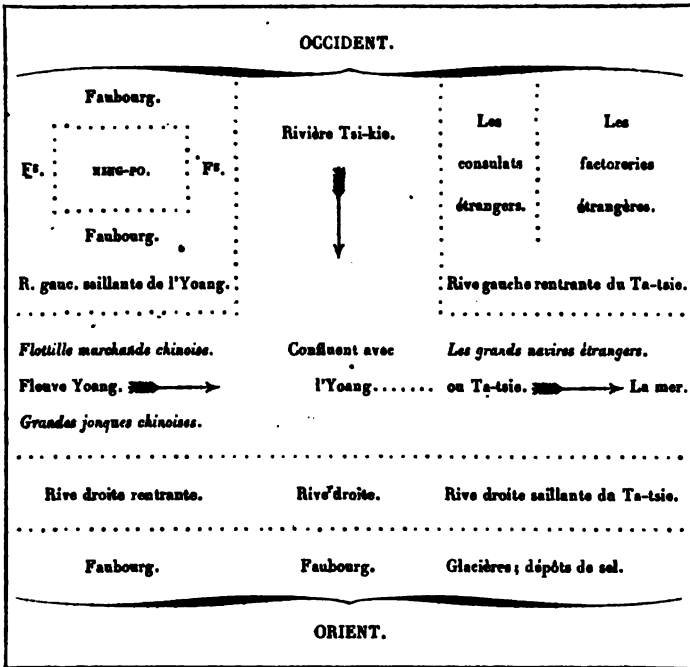 OCCIDENT.
Faubourg.
Rivière Tsi-kie.
Les
Les
Fg. NING-PO. Fg.
consulats
factoreries
étrangers.
étrangères.
Faubourg.
R. gauc. saillante de l'Yoang.
Rive gauche rentrante du Ta-tsie.
Flottille marchande chinoise.
Confluent avec
Les grands navires étrangers.
Fleuve Yoang.
l'Yoang......
ou Ta-tsie.
La mer.
Grandes jonques chinoises.
Rive droite rentrante.
Rive droite.
Rive droite saillante du Ta-tsie.
Faubourg.
Faubourg.
Glacières; dépôts de sel.
ORIENT.